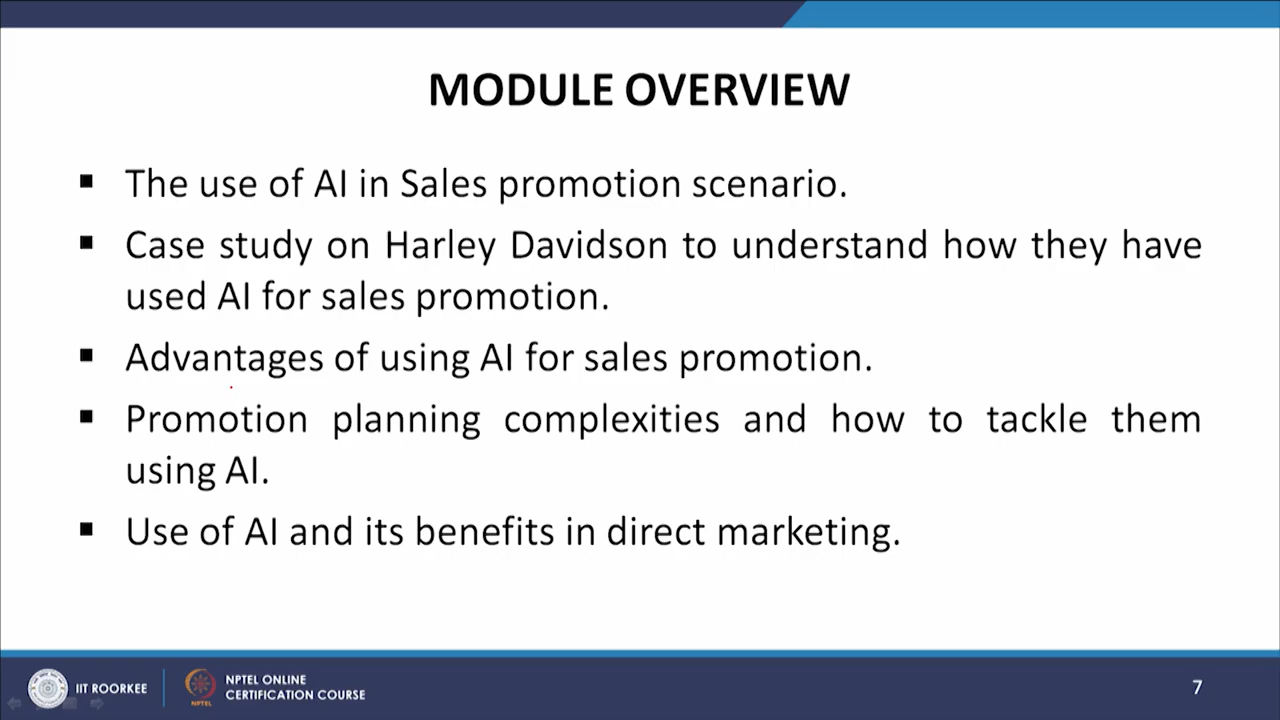 MODULE OVERVIEW
▪ The use of AI in Sales promotion scenario.
▪ Case study on Harley Davidson to understand how they have
used AI for sales promotion.
▪ Advantages of using AI for sales promotion.
▪ Promotion planning complexities and how to tackle them
using AI.
▪ Use of AI and its benefits in direct marketing.
IIT ROORKEE
NPTEL
NPTEL ONLINE
CERTIFICATION COURSE
7